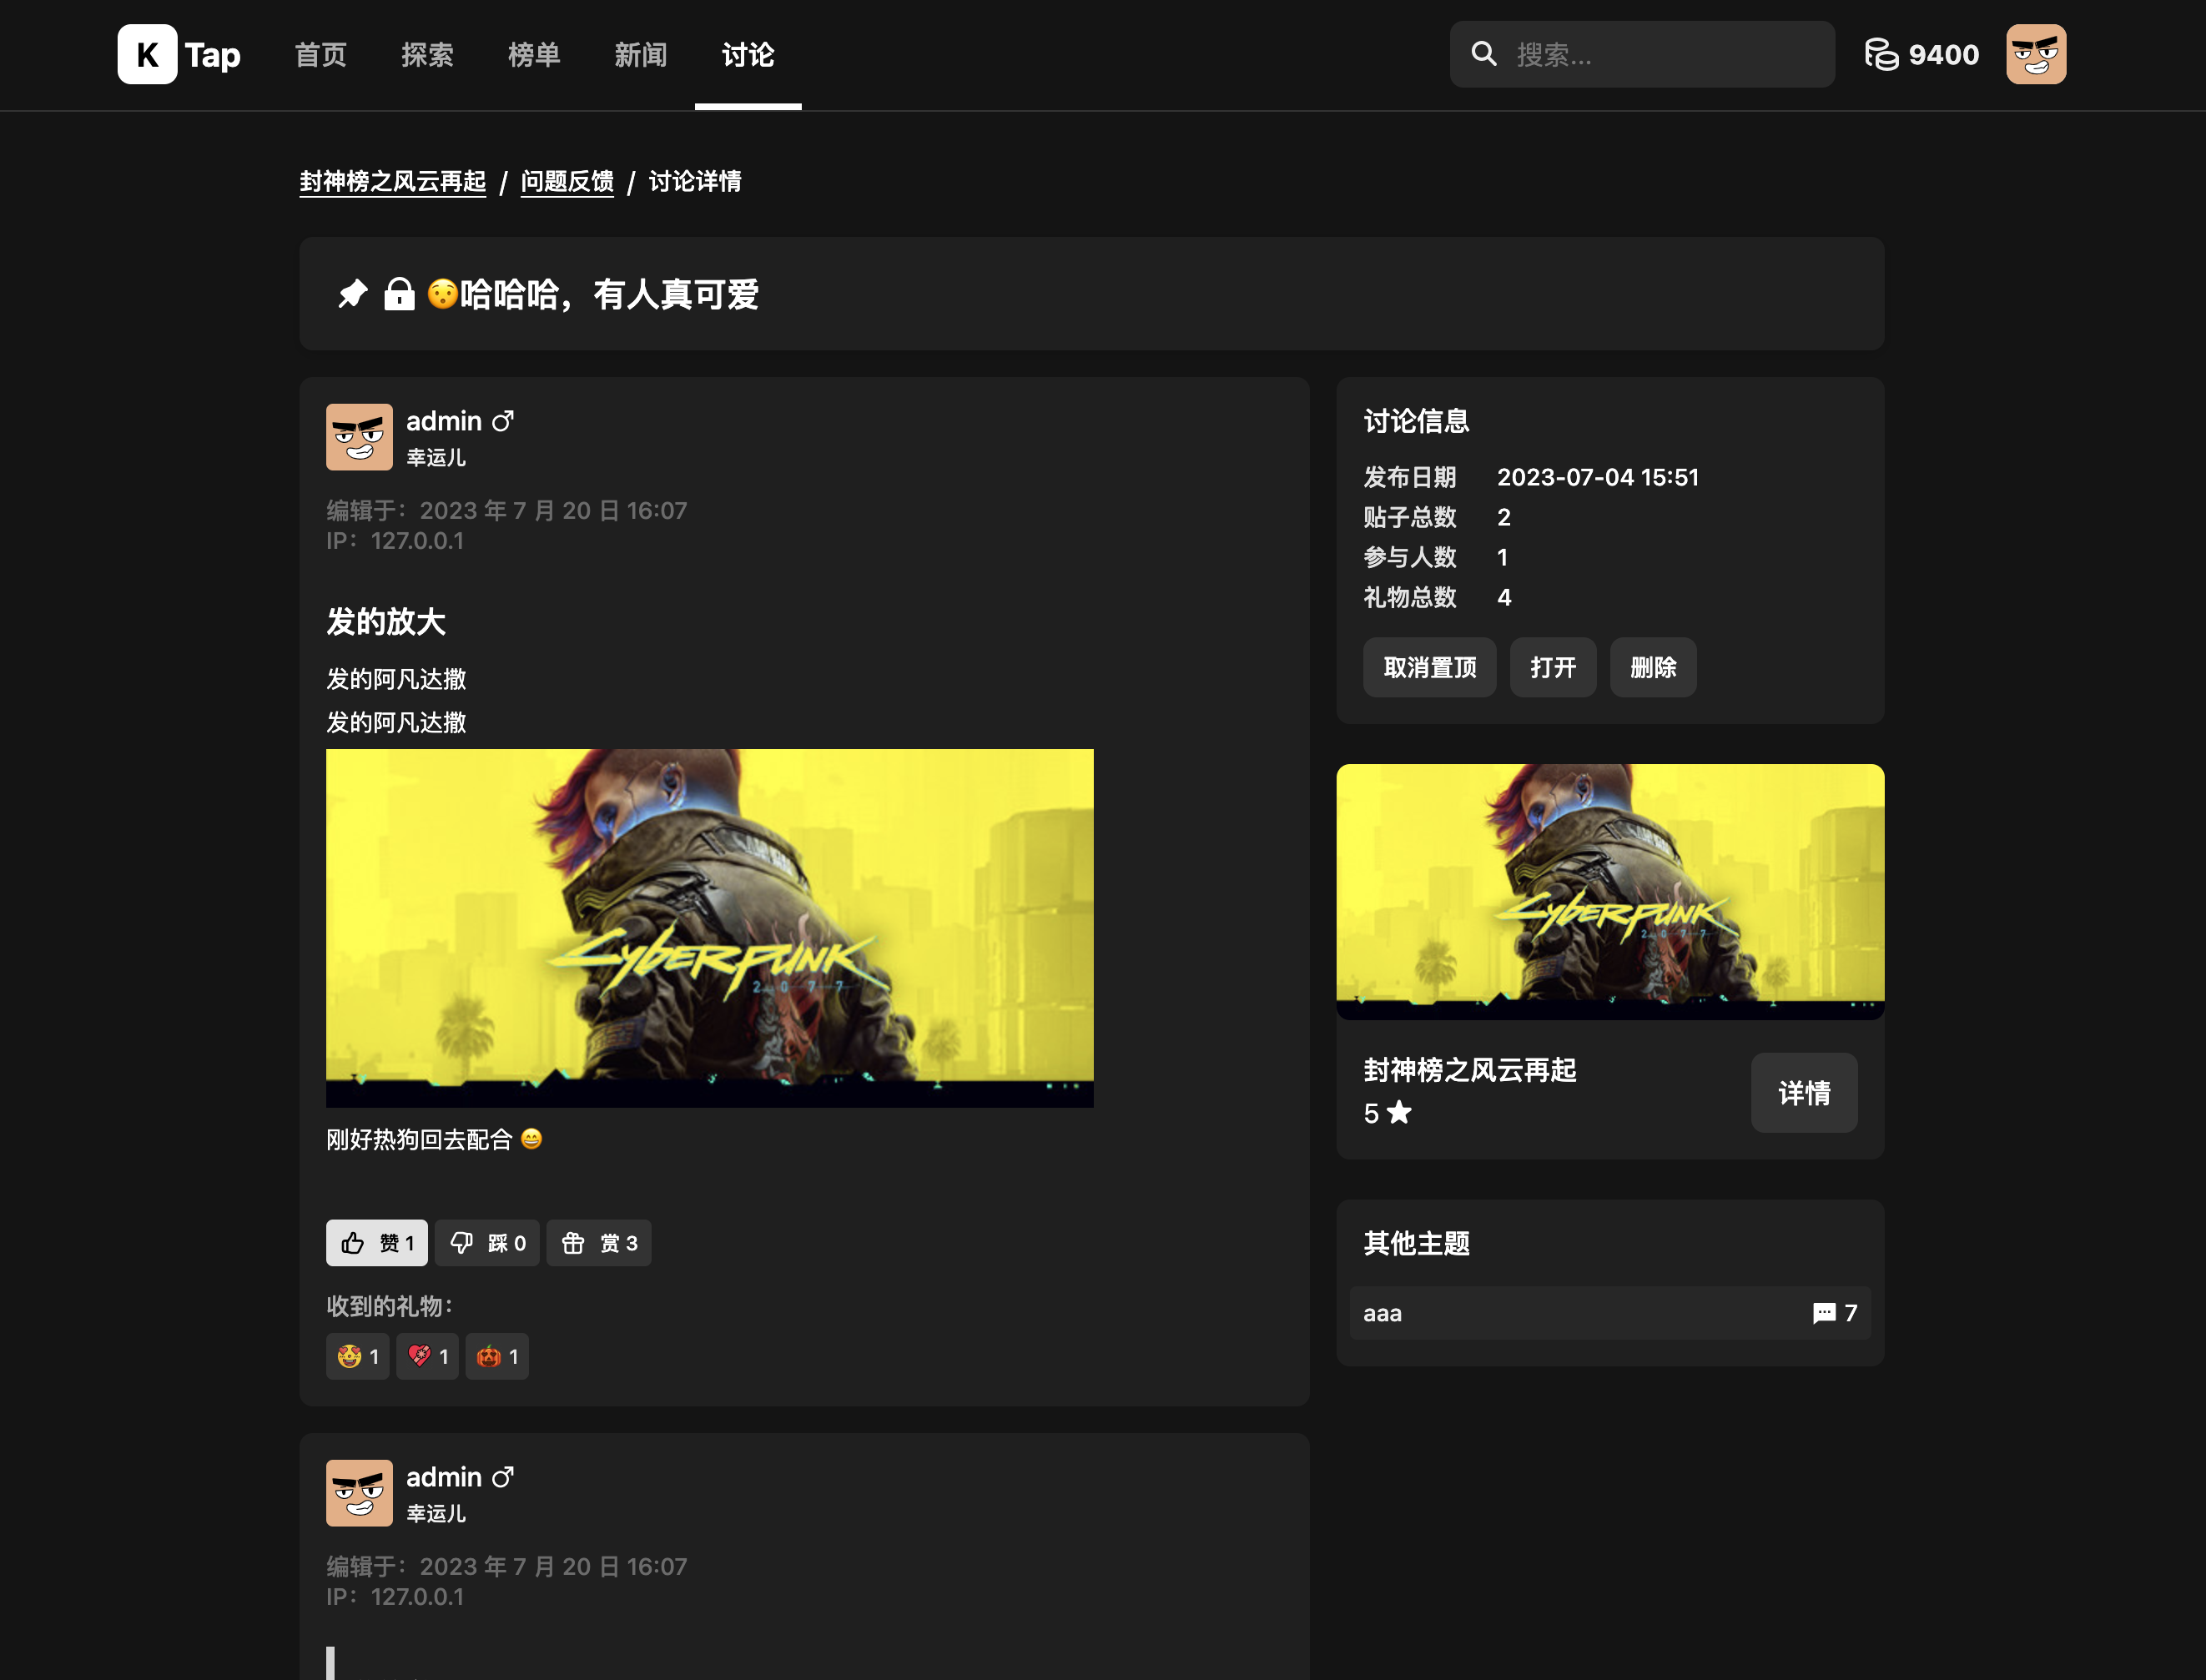 K Tap 首页 探索 榜单 新闻 讨论 搜索... 9400
封神榜之风云再起 / 问题反馈 / 讨论详情
😯哈哈哈，有人真可爱
admin ♂
幸运儿
编辑于：2023 年 7 月 20 日 16:07
IP：127.0.0.1
发的放大
发的阿凡达撒
发的阿凡达撒
CYBERPUNK
2077
刚好热狗回去配合 😄
赞 1 踩 0 赏 3
收到的礼物：
1 1 1
admin ♂
幸运儿
编辑于：2023 年 7 月 20 日 16:07
IP：127.0.0.1
讨论信息
发布日期 2023-07-04 15:51
贴子总数 2
参与人数 1
礼物总数 4
取消置顶 打开 删除
CYBERPUNK
2077
封神榜之风云再起
5 ★
详情
其他主题
aaa 7